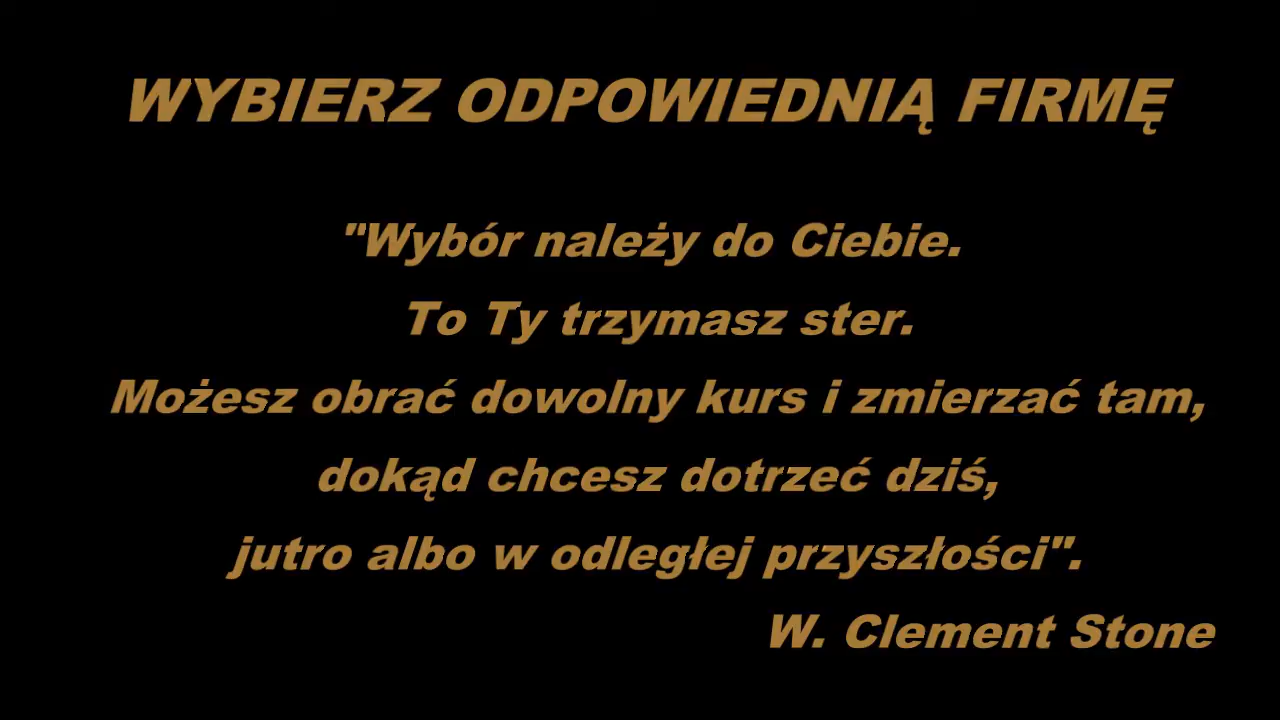 WYBIERZ ODPOWIEDNIĄ FIRMĘ
"Wybór należy do Ciebie.
To Ty trzymasz ster.
Możesz obrać dowolny kurs i zmierzać tam,
dokąd chcesz dotrzeć dziś,
jutro albo w odległej przyszłości".
W. Clement Stone